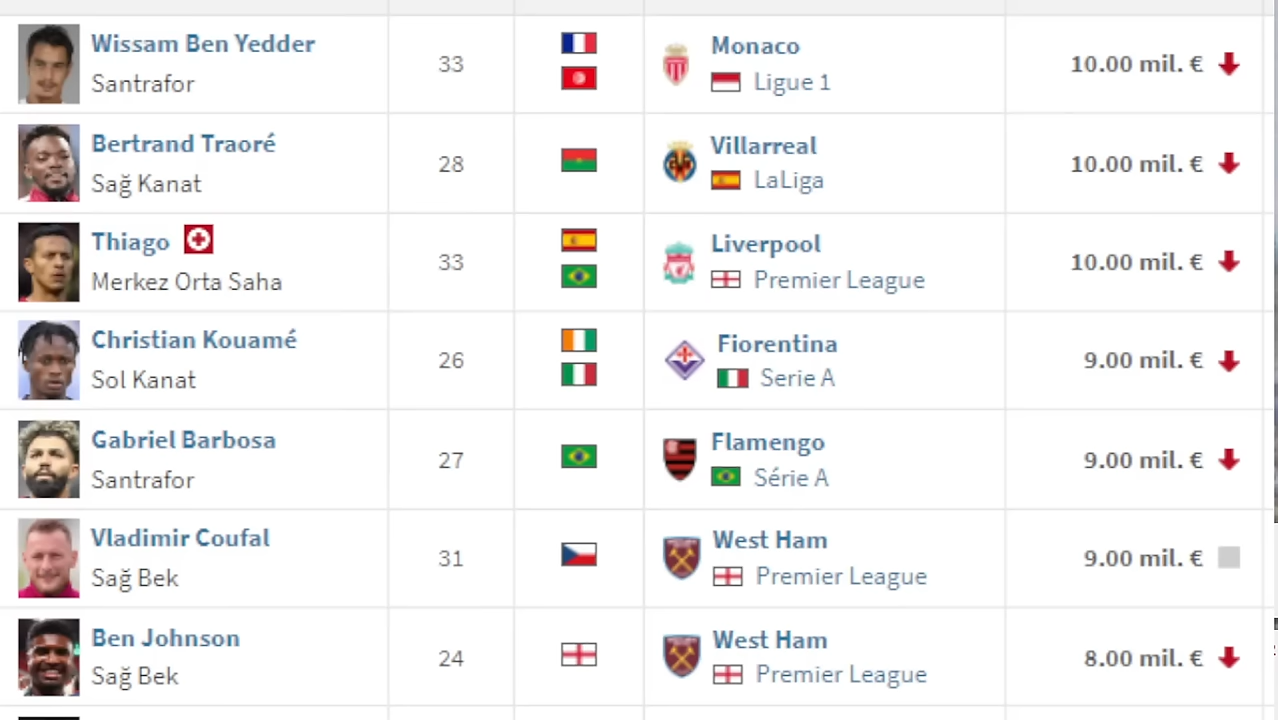 Wissam Ben Yedder
Santrafor
33
Monaco
Ligue 1
10.00 mil. €
Bertrand Traoré
Sağ Kanat
28
Villarreal
LaLiga
10.00 mil. €
Thiago
Merkez Orta Saha
33
Liverpool
Premier League
10.00 mil. €
Christian Kouamé
Sol Kanat
26
Fiorentina
Serie A
9.00 mil. €
Gabriel Barbosa
Santrafor
27
Flamengo
Série A
9.00 mil. €
Vladimir Coufal
Sağ Bek
31
West Ham
Premier League
9.00 mil. €
Ben Johnson
Sağ Bek
24
West Ham
Premier League
8.00 mil. €